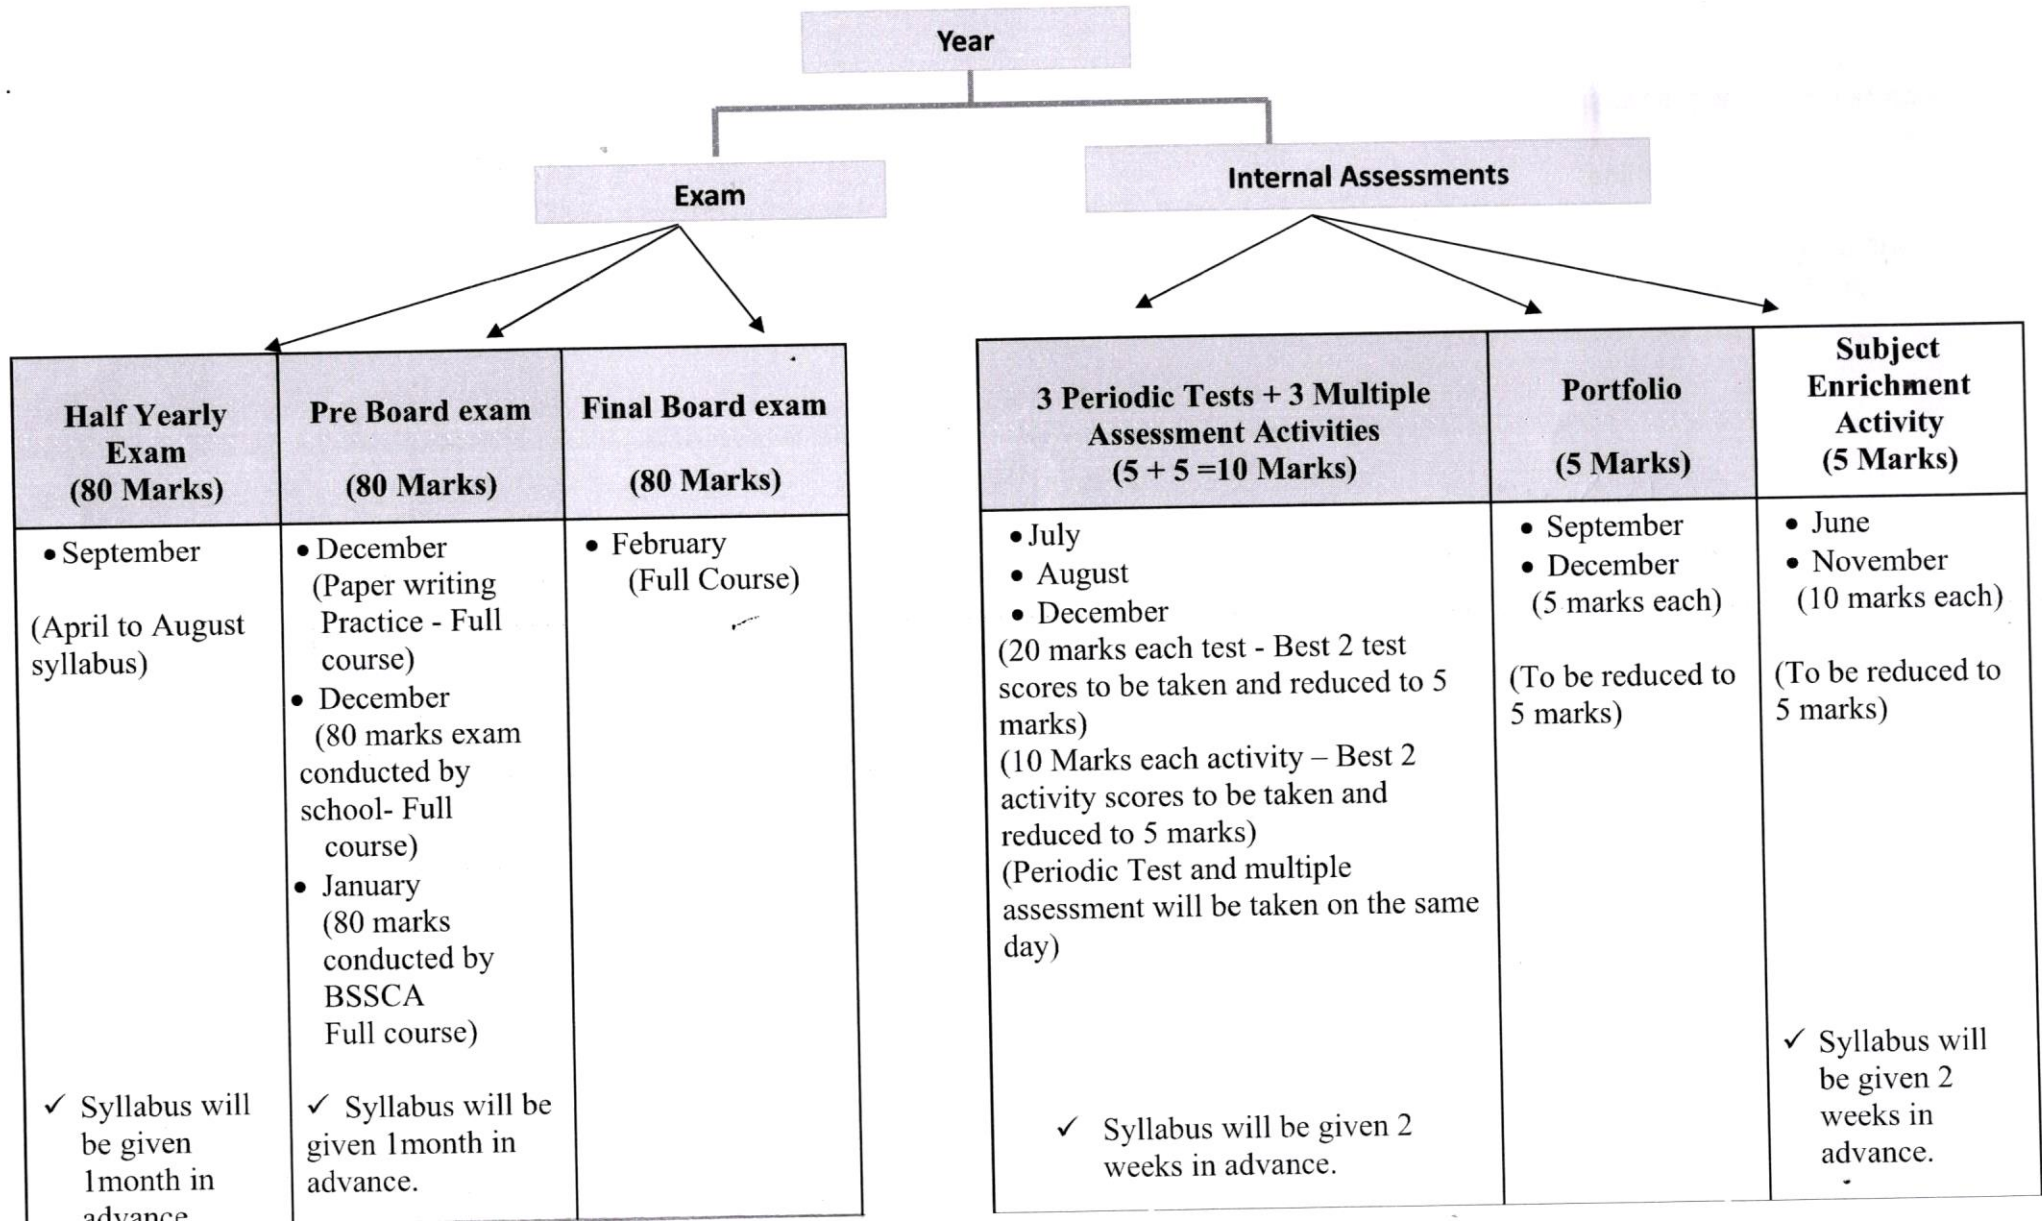 Year
Exam
Internal Assessments
Half Yearly
Exam
(80 Marks)
Pre Board exam
(80 Marks)
Final Board exam
(80 Marks)
• September
(April to August
syllabus)
✓ Syllabus will
be given
1month in
advance
• December
(Paper writing
Practice - Full
course)
• December
(80 marks exam
conducted by
school- Full
course)
• January
(80 marks
conducted by
BSSCA
Full course)
✓ Syllabus will be
given 1month in
advance.
• February
(Full Course)
3 Periodic Tests + 3 Multiple
Assessment Activities
(5 + 5 =10 Marks)
Portfolio
(5 Marks)
Subject
Enrichment
Activity
(5 Marks)
• July
• August
• December
(20 marks each test - Best 2 test
scores to be taken and reduced to 5
marks)
(10 Marks each activity – Best 2
activity scores to be taken and
reduced to 5 marks)
(Periodic Test and multiple
assessment will be taken on the same
day)
✓ Syllabus will be given 2
weeks in advance.
• September
• December
(5 marks each)
(To be reduced to
5 marks)
• June
• November
(10 marks each)
(To be reduced to
5 marks)
✓ Syllabus will
be given 2
weeks in
advance.